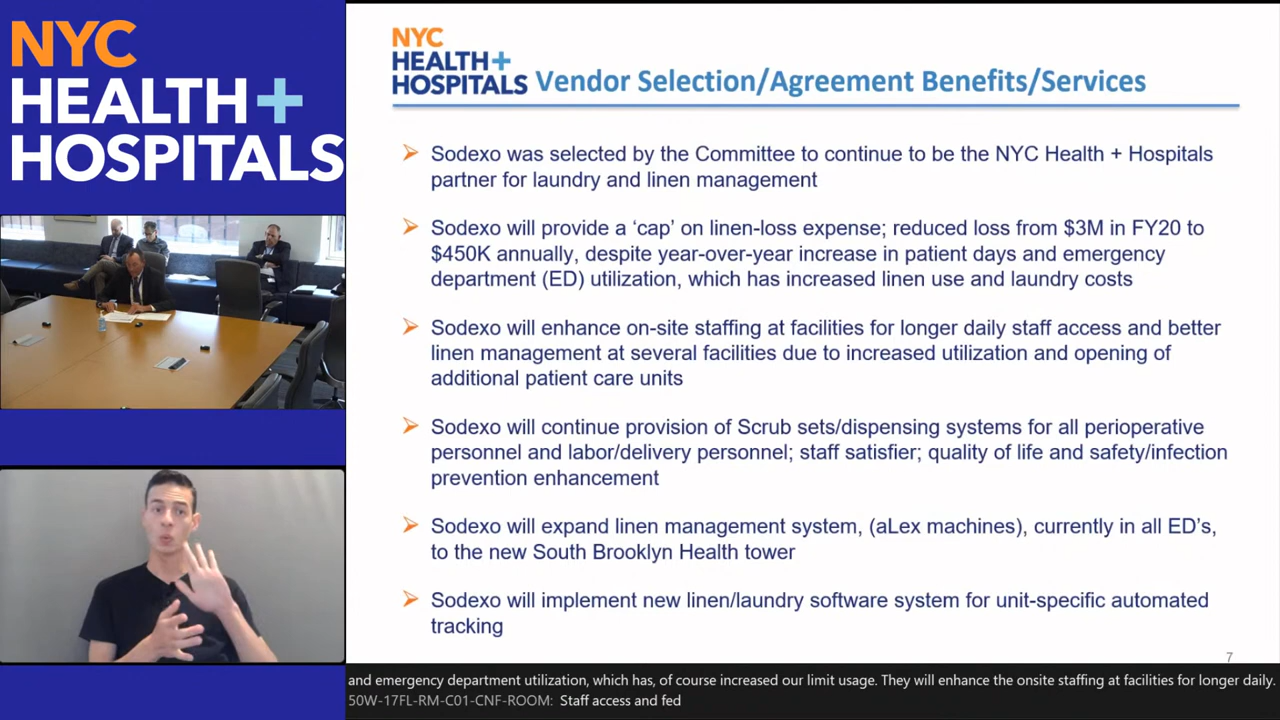 NYC
HEALTH+
HOSPITALS
NYC
HEALTH+
HOSPITALS
Vendor Selection/Agreement Benefits/Services
Sodexo was selected by the Committee to continue to be the NYC Health + Hospitals
partner for laundry and linen management
Sodexo will provide a ‘cap’ on linen-loss expense; reduced loss from $3M in FY20 to
$450K annually, despite year-over-year increase in patient days and emergency
department (ED) utilization, which has increased linen use and laundry costs
Sodexo will enhance on-site staffing at facilities for longer daily staff access and better
linen management at several facilities due to increased utilization and opening of
additional patient care units
Sodexo will continue provision of Scrub sets/dispensing systems for all perioperative
personnel and labor/delivery personnel; staff satisfier; quality of life and safety/infection
prevention enhancement
Sodexo will expand linen management system, (aLex machines), currently in all ED’s,
to the new South Brooklyn Health tower
Sodexo will implement new linen/laundry software system for unit-specific automated
tracking
7
and emergency department utilization, which has, of course increased our limit usage. They will enhance the onsite staffing at facilities for longer daily.
50W-17FL-RM-C01-CNF-ROOM: Staff access and fed